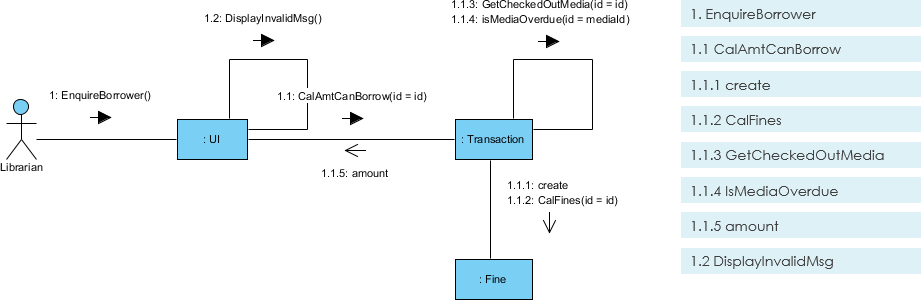 1.2: DisplayInvalidMsg()
1.1.3: GetCheckedOutMedia(id = id)
1.1.4: isMediaOverdue(id = mediaId)
1: EnquireBorrower()
1.1: CalAmtCanBorrow(id = id)
: UI
: Transaction
Librarian
1.1.5: amount
1.1.1: create
1.1.2: CalFines(id = id)
: Fine
1. EnquireBorrower
1.1 CalAmtCanBorrow
1.1.1 create
1.1.2 CalFines
1.1.3 GetCheckedOutMedia
1.1.4 IsMediaOverdue
1.1.5 amount
1.2 DisplayInvalidMsg